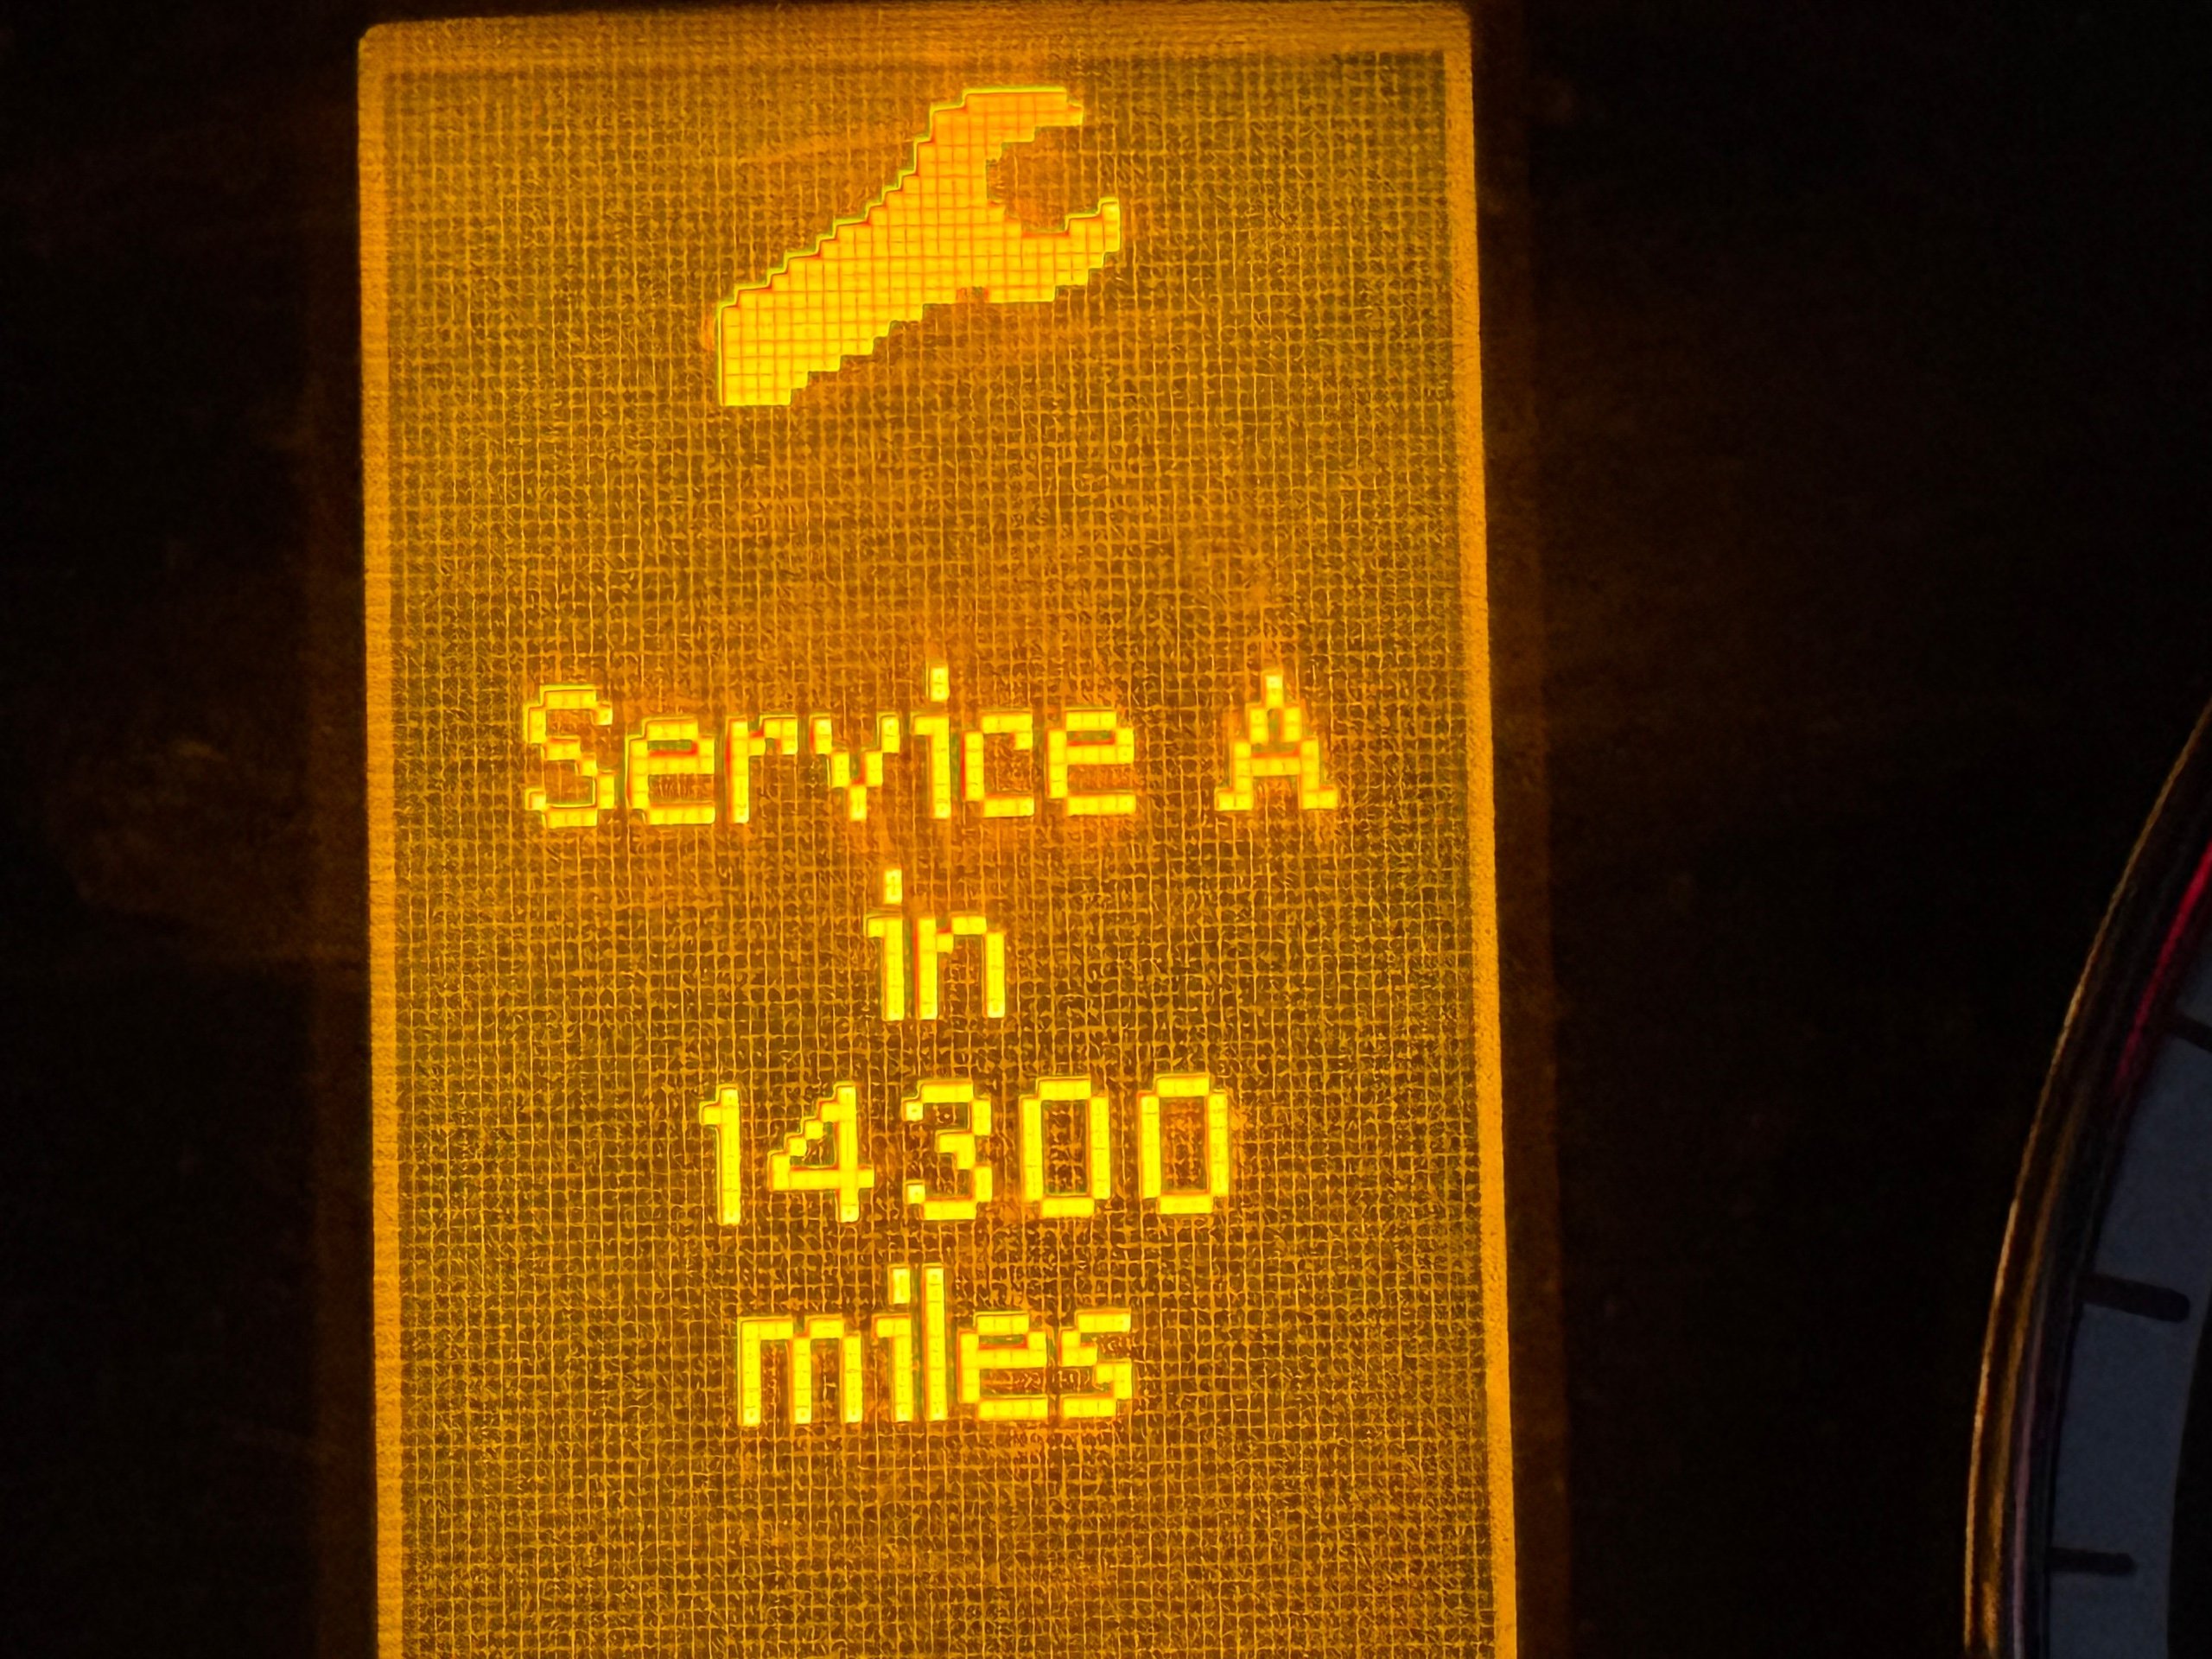 Service A
in
14300
miles